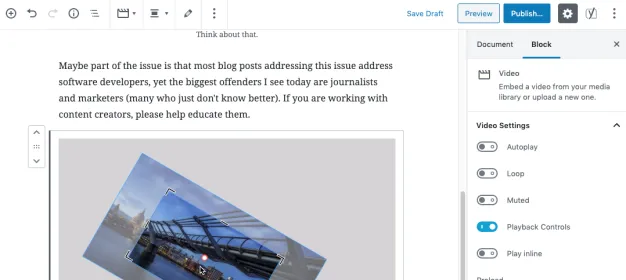 Save Draft
Preview
Publish...
Think about that.
Maybe part of the issue is that most blog posts addressing this issue address
software developers, yet the biggest offenders I see today are journalists
and marketers (many who just don't know better). If you are working with
content creators, please help educate them.
Document
Block
Video
Embed a video from your media
library or upload a new one.
Video Settings
Autoplay
Loop
Muted
Playback Controls
Play inline
Preload